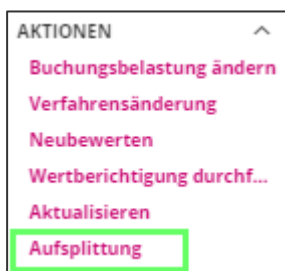 AKTIONEN
Buchungsbelastung ändern
Verfahrensänderung
Neubewerten
Wertberichtigung durchf...
Aktualisieren
Aufsplittung